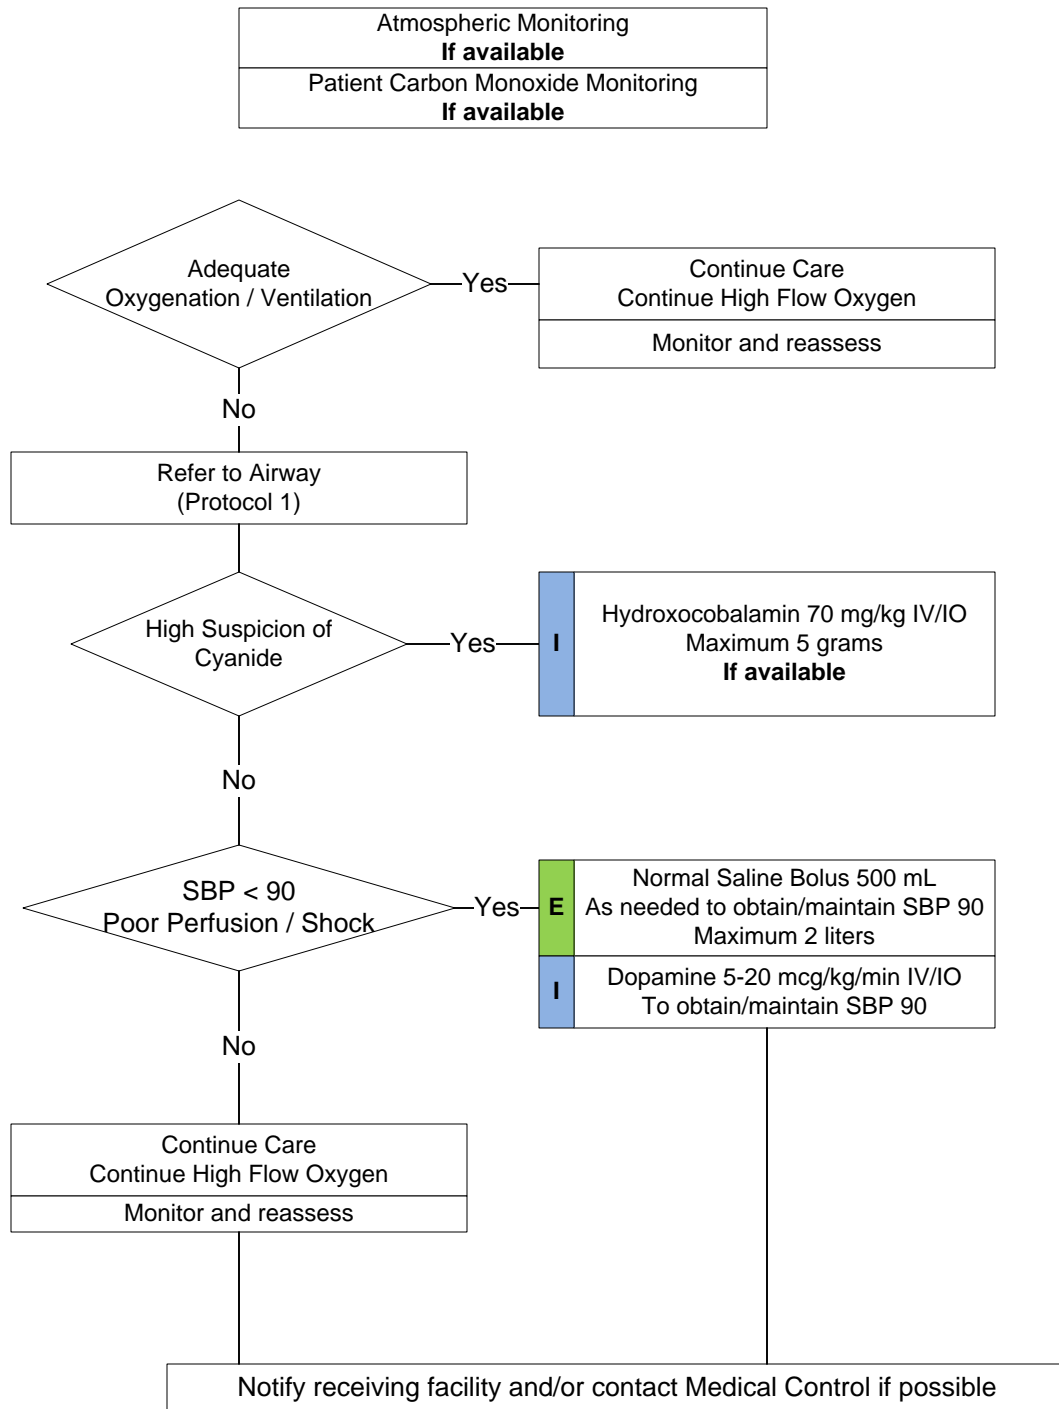 Atmospheric Monitoring
If available
Patient Carbon Monoxide Monitoring
If available
Adequate
Oxygenation / Ventilation
Yes
Continue Care
Continue High Flow Oxygen
Monitor and reassess
No
Refer to Airway
(Protocol 1)
High Suspicion of
Cyanide
Yes
I
Hydroxocobalamin 70 mg/kg IV/IO
Maximum 5 grams
If available
No
SBP < 90
Poor Perfusion / Shock
Yes
E
Normal Saline Bolus 500 mL
As needed to obtain/maintain SBP 90
Maximum 2 liters
I
Dopamine 5-20 mcg/kg/min IV/IO
To obtain/maintain SBP 90
No
Continue Care
Continue High Flow Oxygen
Monitor and reassess
Notify receiving facility and/or contact Medical Control if possible